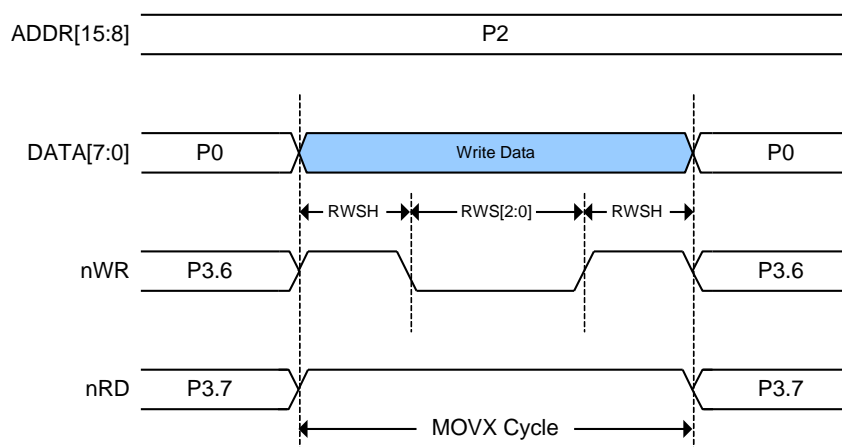 ADDR[15:8] P2
DATA[7:0] P0 Write Data P0
RWSH RWS[2:0] RWSH
nWR P3.6 P3.6
nRD P3.7 P3.7
MOVX Cycle